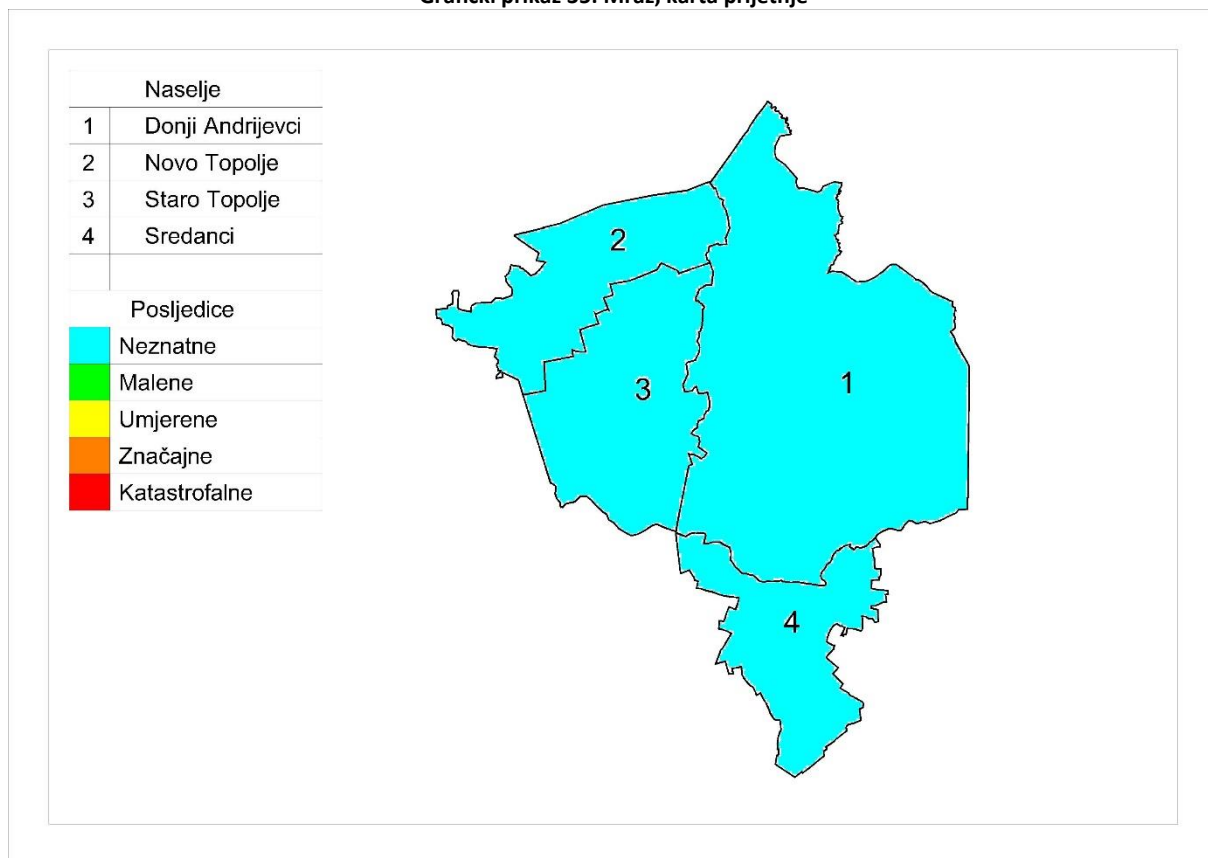 Grafički prikaz Mraz, karta prijetnje
Naselje
1 Donji Andrijevci
2 Novo Topolje
3 Staro Topolje
4 Sredanci
Posljedice
Neznatne
Malene
Umjerene
Značajne
Katastrofalne
2
1
3
4